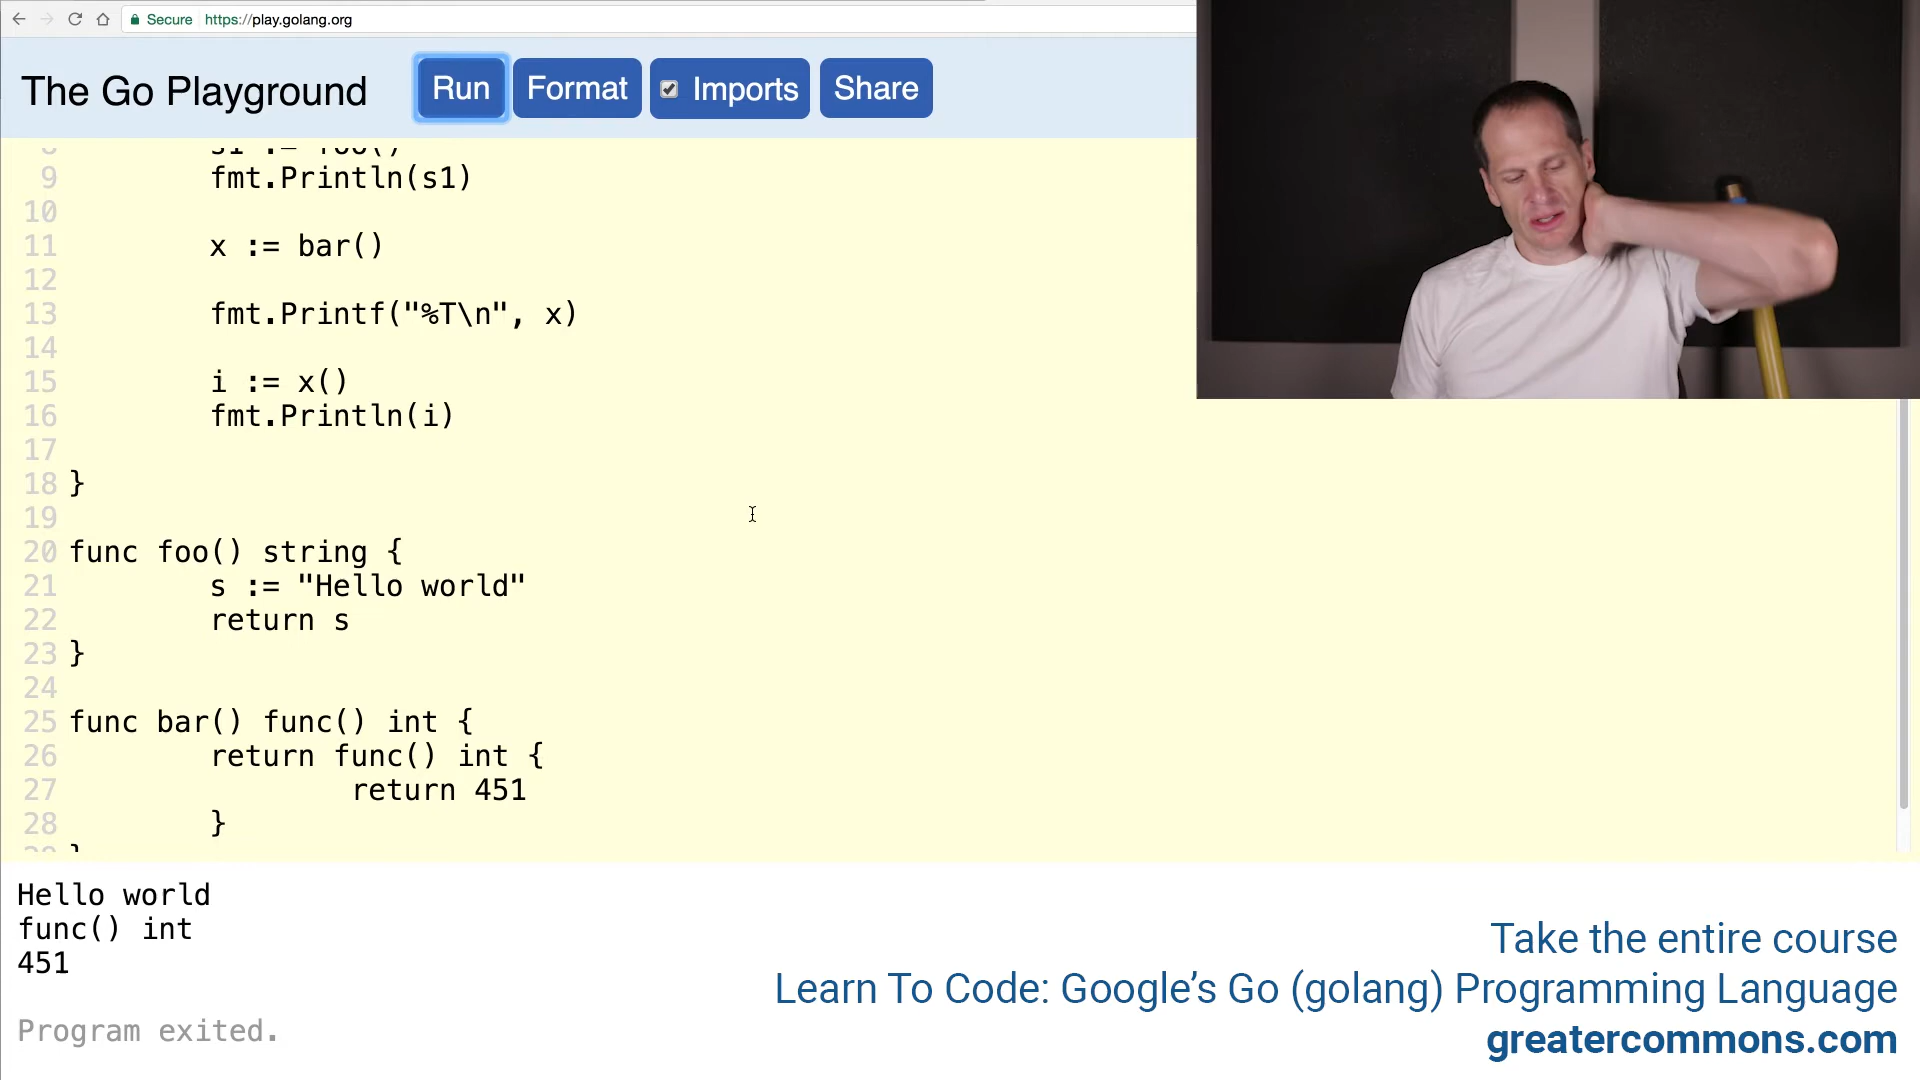 Secure https://play.golang.org
The Go Playground Run Format Imports Share
8 s1 := foo()
9 fmt.Println(s1)
10
11 x := bar()
12
13 fmt.Printf("%T\n", x)
14
15 i := x()
16 fmt.Println(i)
17
18 }
19
20 func foo() string {
21 s := "Hello world"
22 return s
23 }
24
25 func bar() func() int {
26 return func() int {
27 return 451
28 }
29 }
Hello world
func() int
451
Program exited.
Take the entire course
Learn To Code: Google’s Go (golang) Programming Language
greatercommons.com